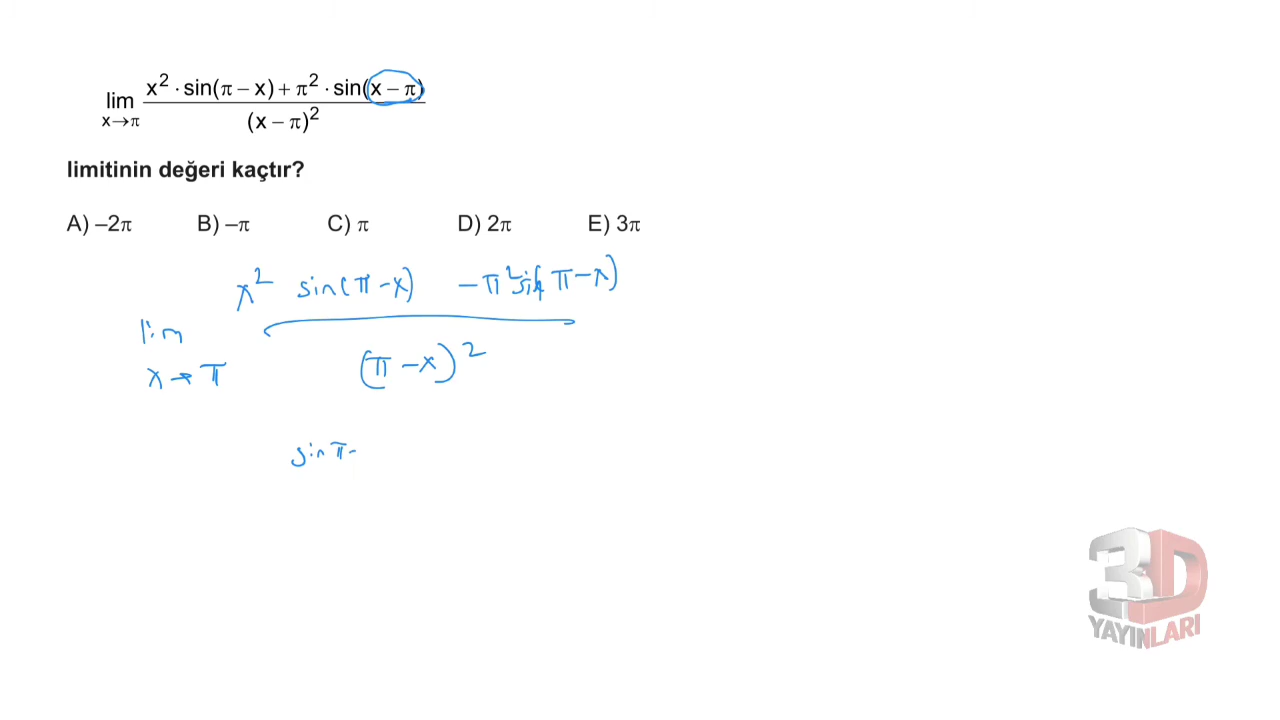 lim x→π x² · sin(π – x) + π² · sin(x – π) / (x – π)²
limitinin değeri kaçtır?
A) –2π B) –π C) π D) 2π E) 3π
lim x→π x² sin(π – x) – π² sin(π – x) / (π – x)²
sin π-
3D
YAYINLARI